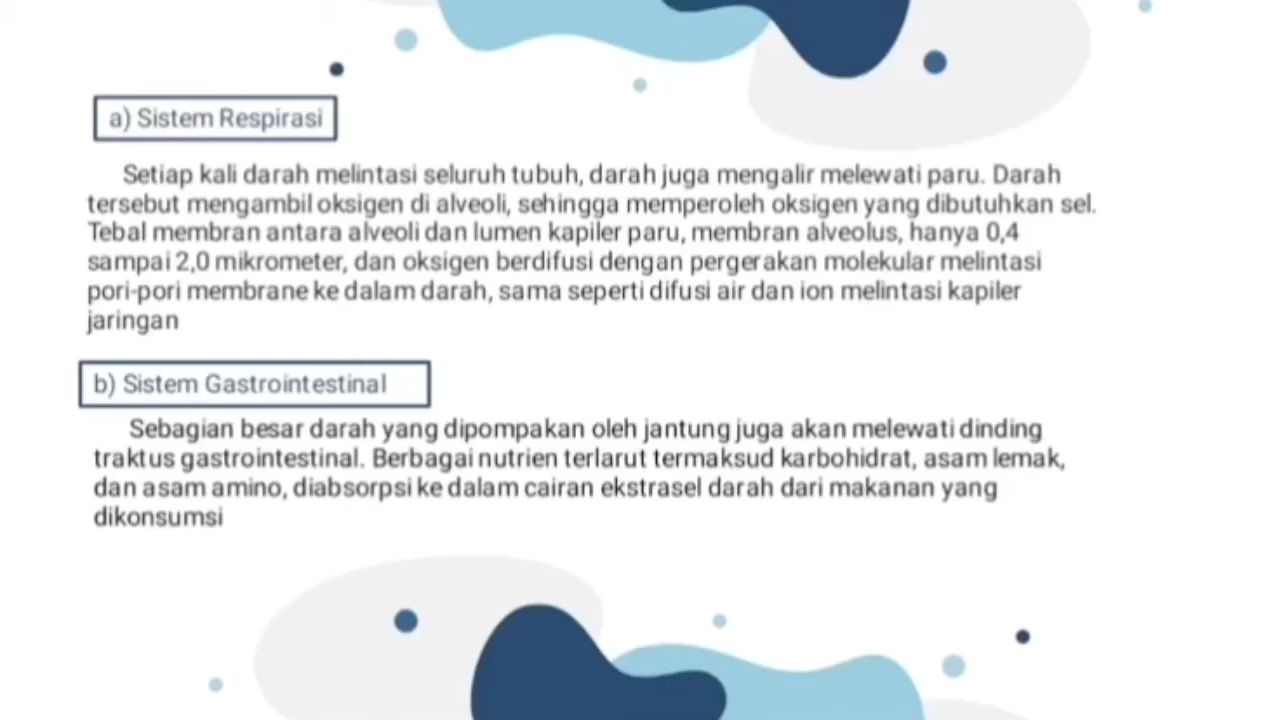 a) Sistem Respirasi
Setiap kali darah melintasi seluruh tubuh, darah juga mengalir melewati paru. Darah
tersebut mengambil oksigen di alveoli, sehingga memperoleh oksigen yang dibutuhkan sel.
Tebal membran antara alveoli dan lumen kapiler paru, membran alveolus, hanya 0,4
sampai 2,0 mikrometer, dan oksigen berdifusi dengan pergerakan molekular melintasi
pori-pori membrane ke dalam darah, sama seperti difusi air dan ion melintasi kapiler
jaringan
b) Sistem Gastrointestinal
Sebagian besar darah yang dipompakan oleh jantung juga akan melewati dinding
traktus gastrointestinal. Berbagai nutrien terlarut termaksud karbohidrat, asam lemak,
dan asam amino, diabsorpsi ke dalam cairan ekstrasel darah dari makanan yang
dikonsumsi